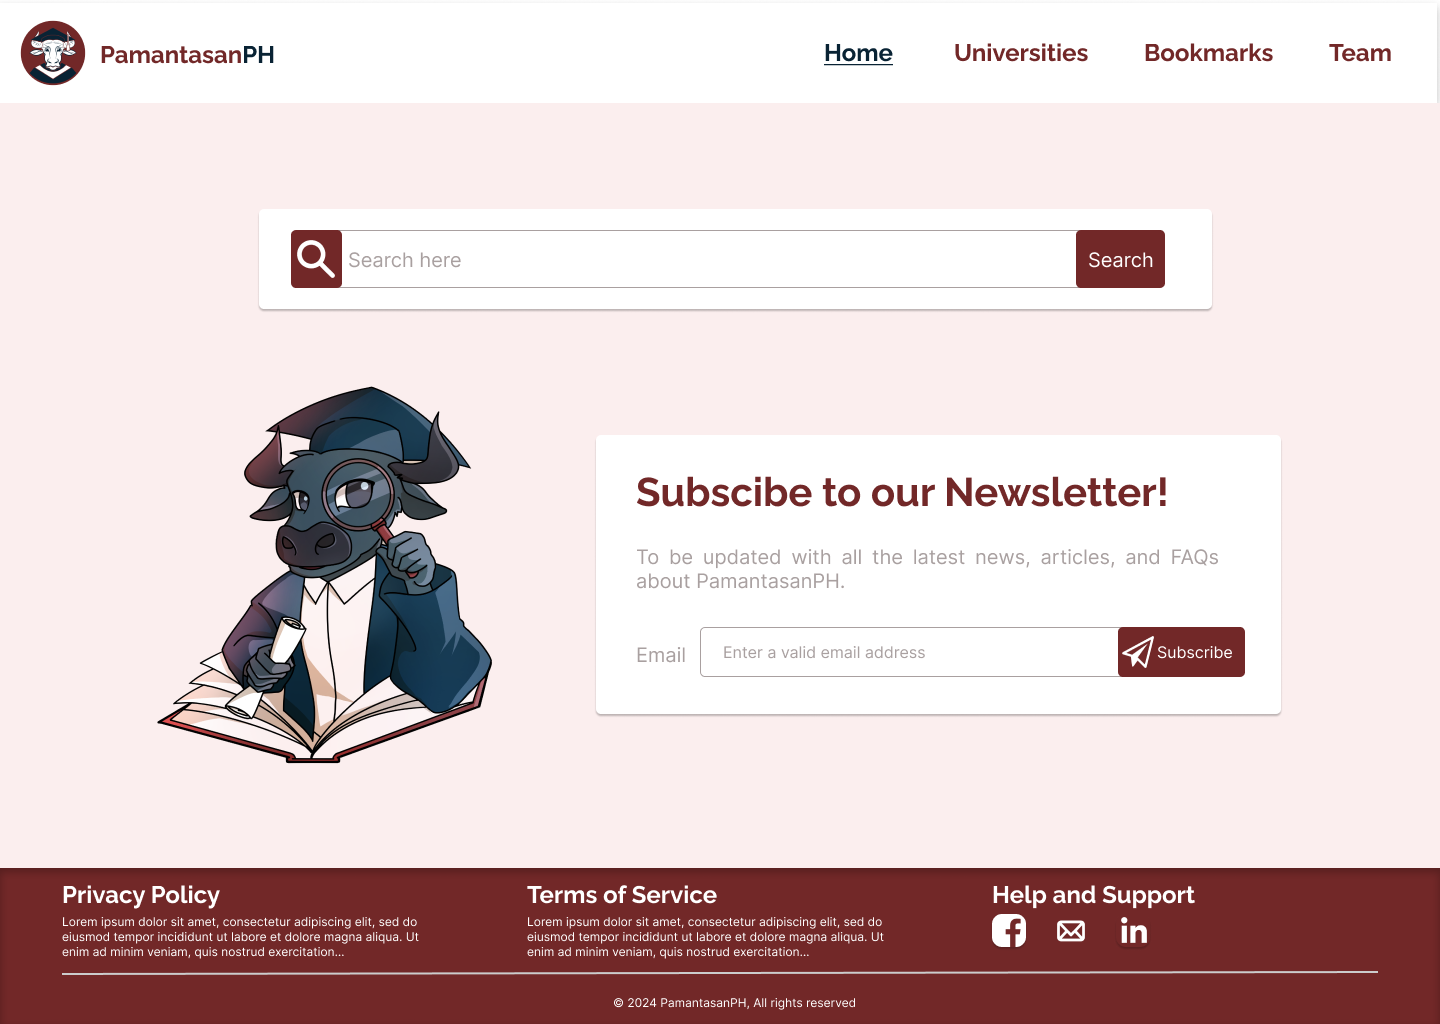 PamantasanPH
Home Universities Bookmarks Team
Search here
Search
Subscibe to our Newsletter!
To be updated with all the latest news, articles, and FAQs
about PamantasanPH.
Email
Enter a valid email address
Subscribe
Privacy Policy
Lorem ipsum dolor sit amet, consectetur adipiscing elit, sed do
eiusmod tempor incididunt ut labore et dolore magna aliqua. Ut
enim ad minim veniam, quis nostrud exercitation...
Terms of Service
Lorem ipsum dolor sit amet, consectetur adipiscing elit, sed do
eiusmod tempor incididunt ut labore et dolore magna aliqua. Ut
enim ad minim veniam, quis nostrud exercitation...
Help and Support
© 2024 PamantasanPH, All rights reserved